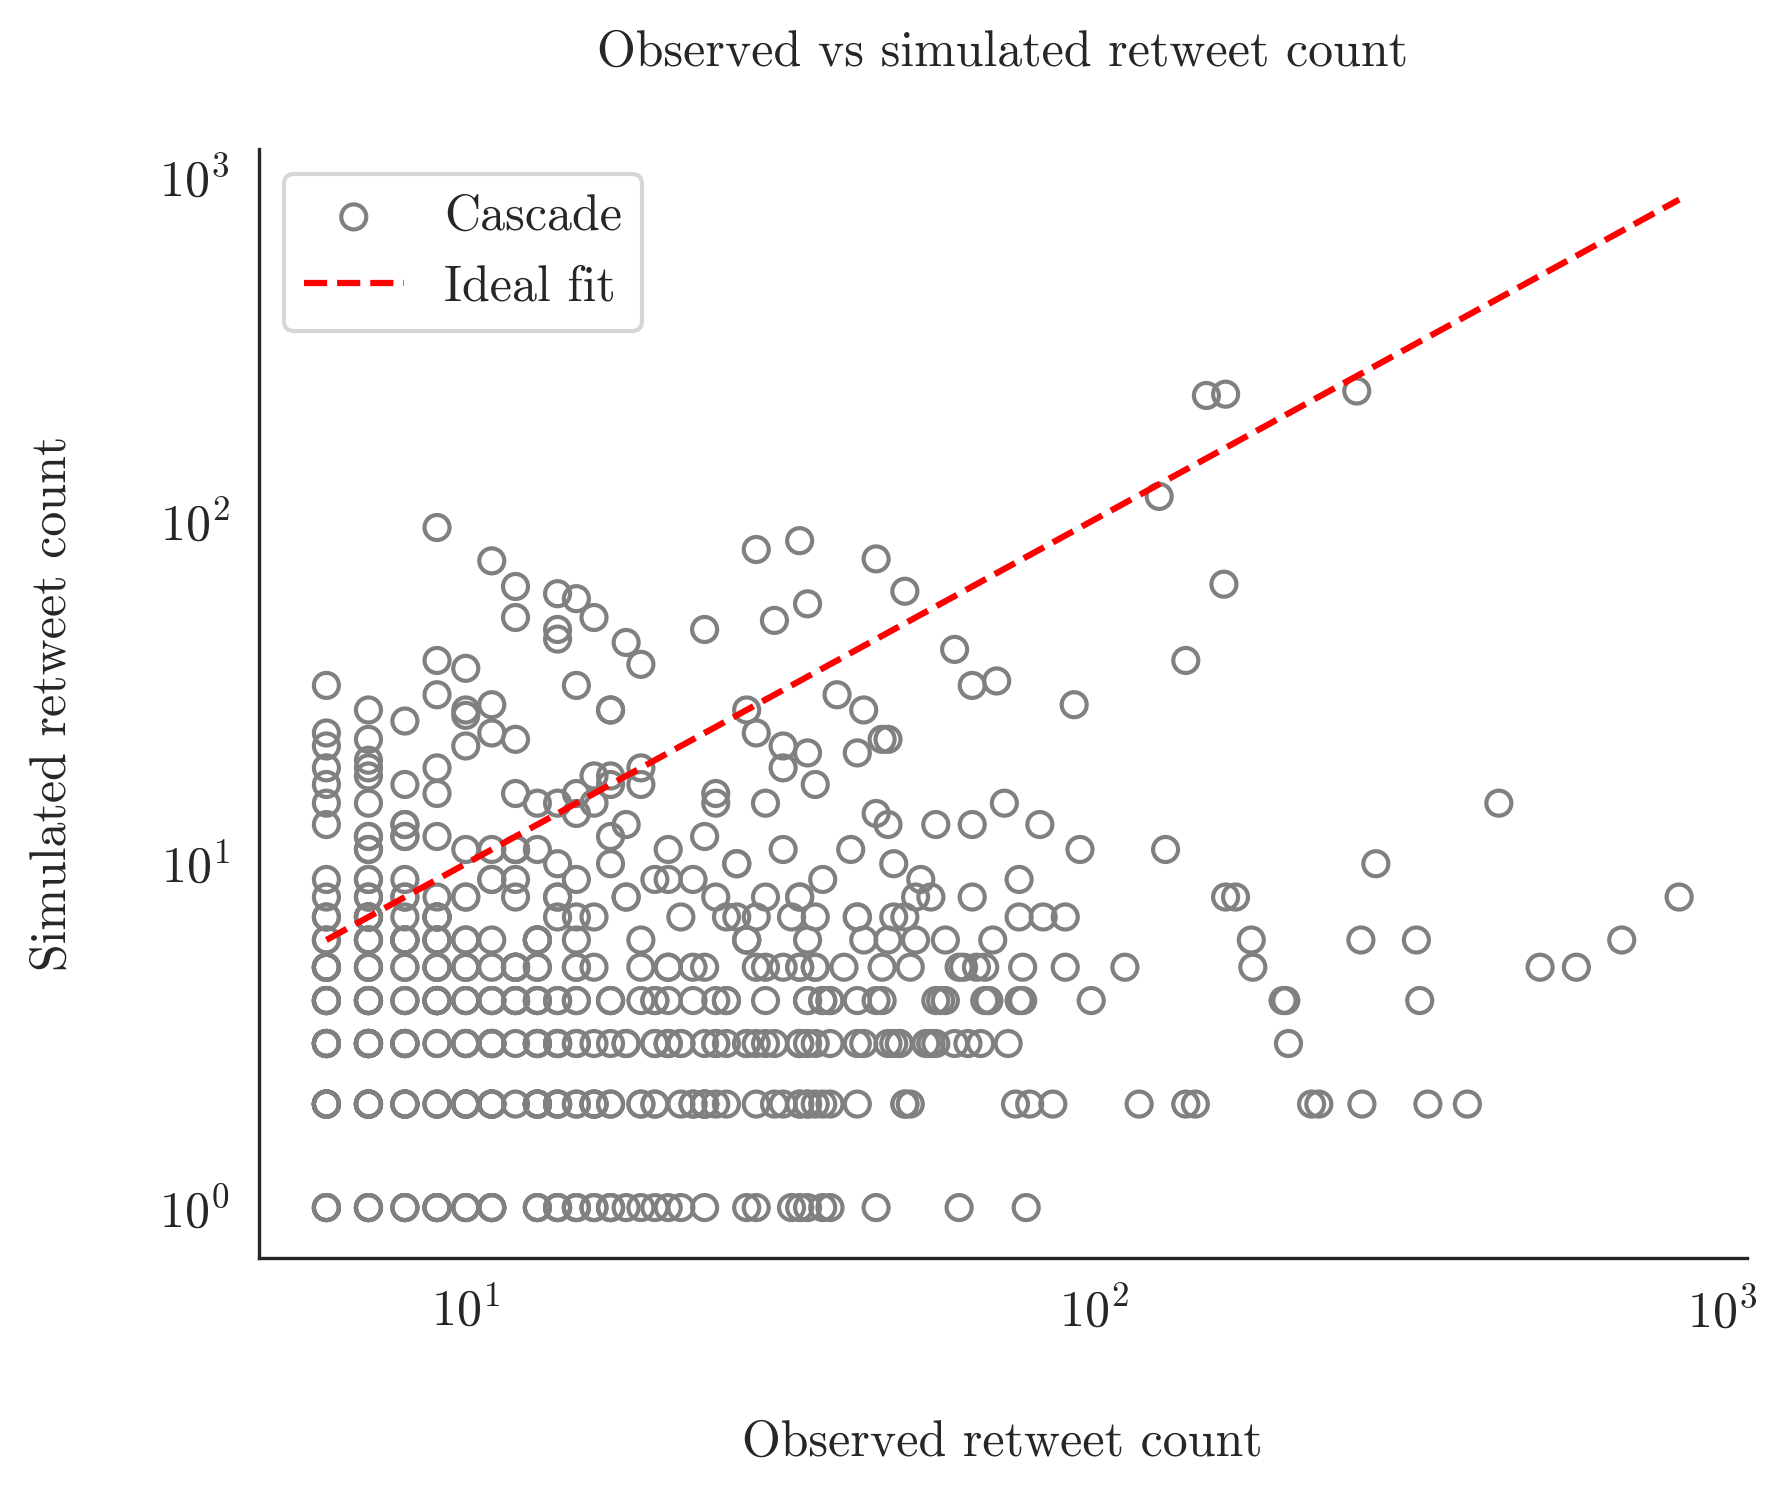 Observed vs simulated retweet count
10³
Cascade
Ideal fit
10²
Simulated retweet count
10¹
10⁰
10¹ 10² 10³
Observed retweet count